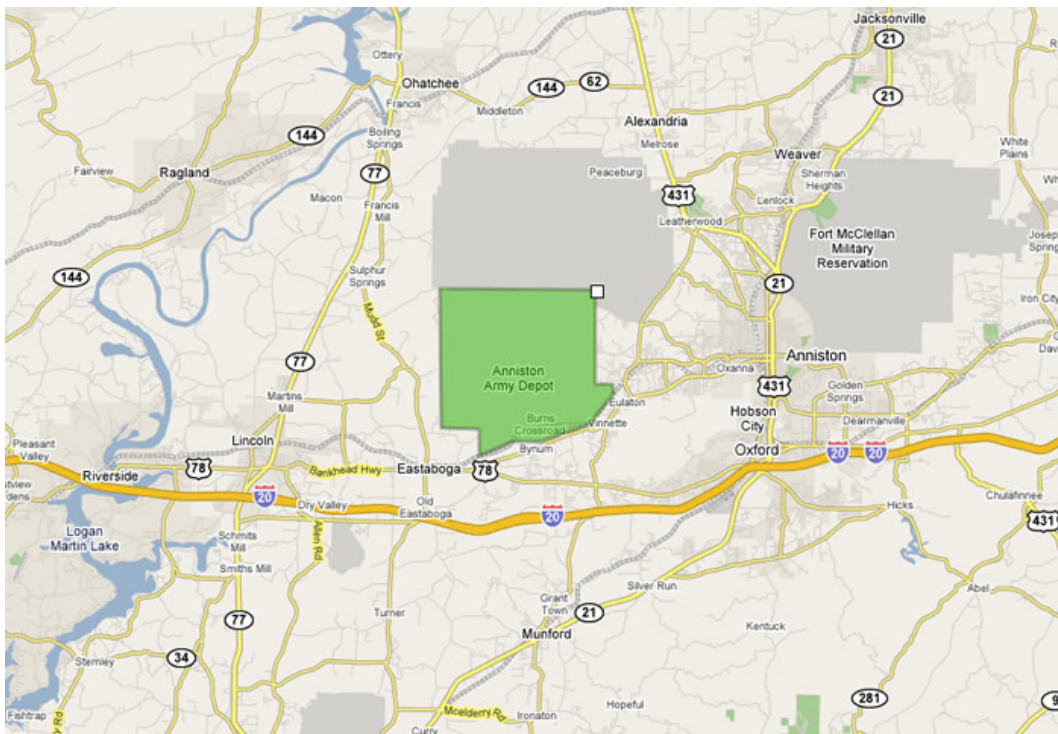 Jacksonville
21
Ottery
Ohatchee
144
62
21
Francis
Middleton
Alexandria
Boiling
Springs
144
Melrose
White
Plains
Weaver
Fairview
Ragland
77
Peaceburg
Sherman
Heights
431
Lenlock
Macon
Francis
Mill
Leatherwood
Fort McClellan
Military
Reservation
Joseph
Spring
144
Sulphur
Springs
21
Iron City
Mudd St
77
Anniston
Army Depot
Anniston
Oxanna
431
Golden
Springs
Martins
Mill
Eulaton
Burns
Crossroad
Vinnette
Hobson
City
Dearmanville
Pleasant
Valley
Lincoln
Bynum
Oxford
20
20
78
Bankhead Hwy
Eastaboga
78
Riverside
20
Dry Valley
Old
Eastaboga
20
Hicks
Chulafinnee
431
Logan
Martin Lake
Schmits
Mill
Allen Rd
Smiths Mill
Silver Run
Abel
Turner
Grant
Town
21
77
Munford
Kentuck
Stemley
34
281
Fishtrap
Mcelderry Rd
Ironaton
Hopeful
Curry